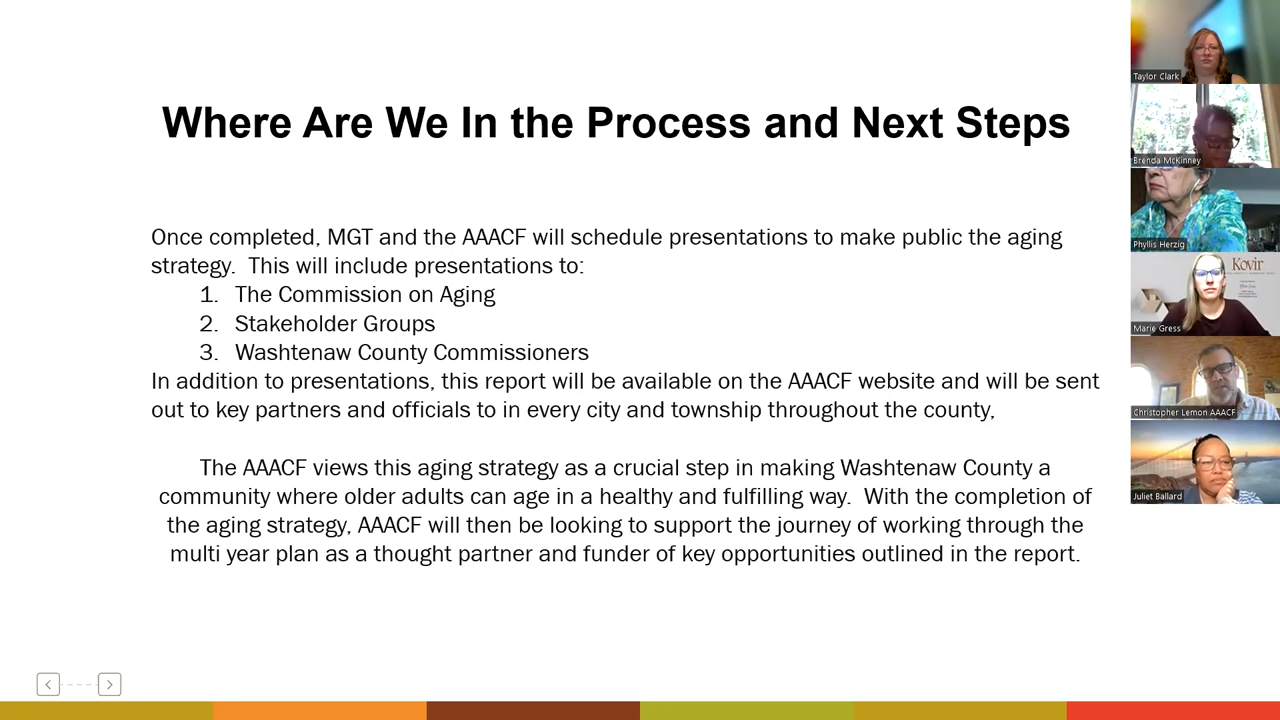 Where Are We In the Process and Next Steps
Once completed, MGT and the AAACF will schedule presentations to make public the aging
strategy.  This will include presentations to:
1. The Commission on Aging
2. Stakeholder Groups
3. Washtenaw County Commissioners
In addition to presentations, this report will be available on the AAACF website and will be sent
out to key partners and officials to in every city and township throughout the county,
The AAACF views this aging strategy as a crucial step in making Washtenaw County a
community where older adults can age in a healthy and fulfilling way.  With the completion of
the aging strategy, AAACF will then be looking to support the journey of working through the
multi year plan as a thought partner and funder of key opportunities outlined in the report.
Taylor Clark
Brenda McKinney
Phyllis Herzig
Kovir
Marie Gress
Christopher Lemon AAACF
Juliet Ballard